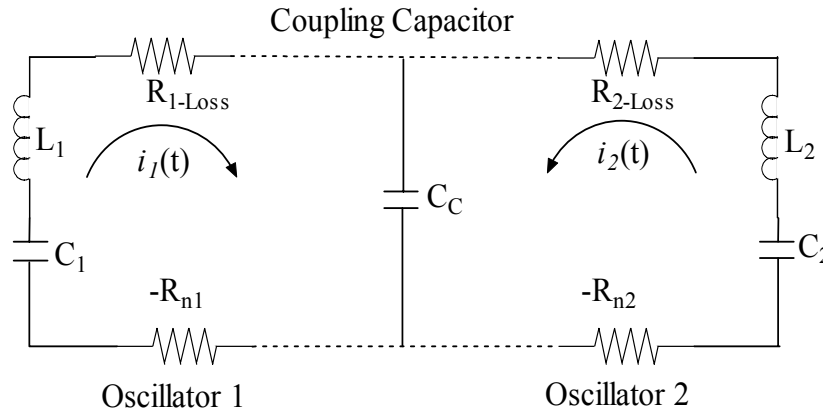 Coupling Capacitor
R1-Loss
R2-Loss
L1
i1(t)
i2(t)
L2
CC
C1
C2
-Rn1
-Rn2
Oscillator 1
Oscillator 2